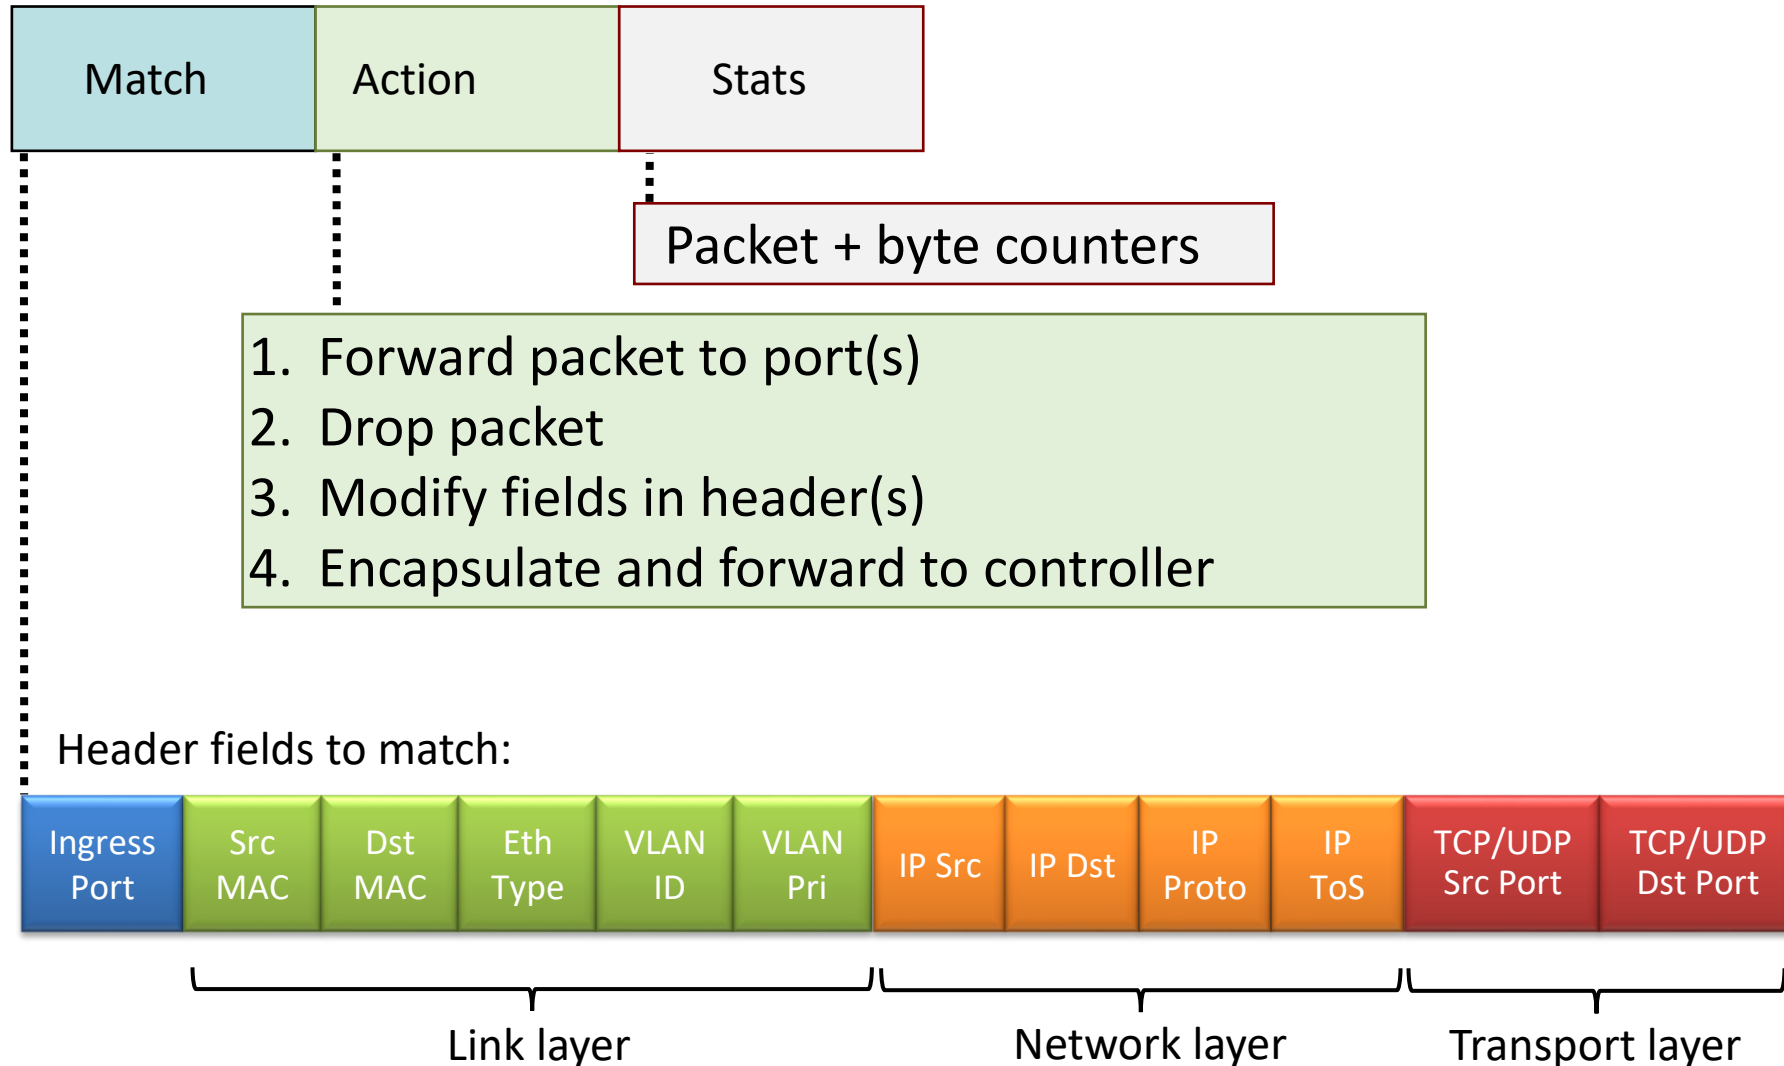 Match
Action
Stats
Packet + byte counters
1. Forward packet to port(s)
2. Drop packet
3. Modify fields in header(s)
4. Encapsulate and forward to controller
Header fields to match:
Ingress
Port
Src
MAC
Dst
MAC
Eth
Type
VLAN
ID
VLAN
Pri
IP Src
IP Dst
IP
Proto
IP
ToS
TCP/UDP
Src Port
TCP/UDP
Dst Port
Link layer
Network layer
Transport layer